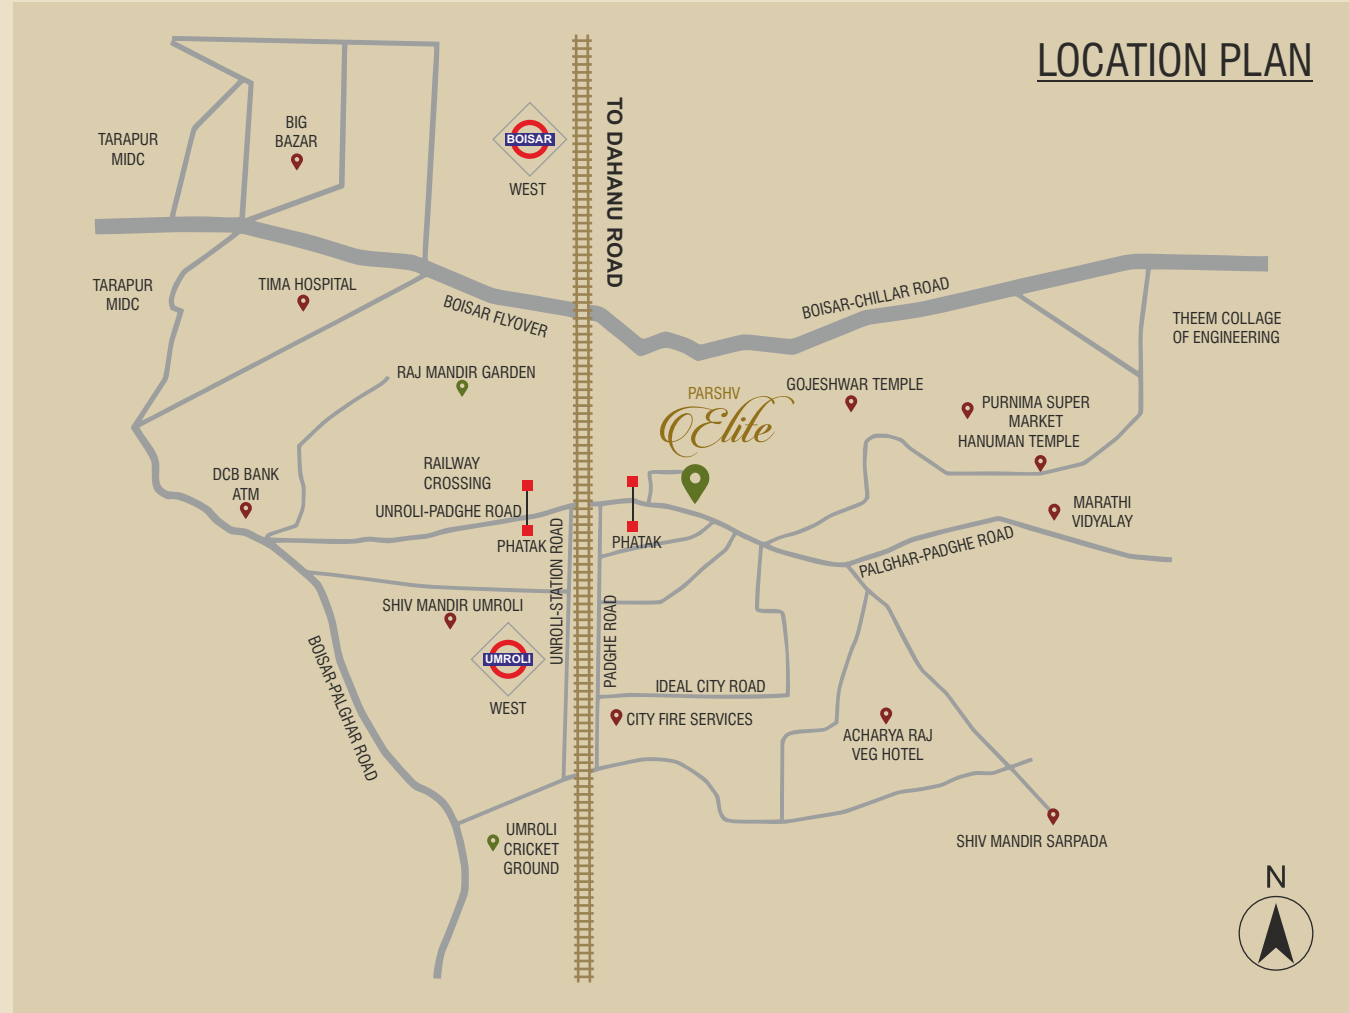 LOCATION PLAN
TO DAHANU ROAD
BIG
BAZAR
TARAPUR
MIDC
BOISAR
WEST
TARAPUR
MIDC
TIMA HOSPITAL
BOISAR FLYOVER
BOISAR-CHILLAR ROAD
THEEM COLLAGE
OF ENGINEERING
RAJ MANDIR GARDEN
PARSHV
Elite
GOJESHWAR TEMPLE
PURNIMA SUPER
MARKET
HANUMAN TEMPLE
RAILWAY
CROSSING
DCB BANK
ATM
UNROLI-PADGHE ROAD
PHATAK
PHATAK
MARATHI
VIDYALAY
PALGHAR-PADGHE ROAD
UNROLI-STATION ROAD
PADGHE ROAD
SHIV MANDIR UMROLI
UMROLI
WEST
BOISAR-PALGHAR ROAD
IDEAL CITY ROAD
CITY FIRE SERVICES
ACHARYA RAJ
VEG HOTEL
UMROLI
CRICKET
GROUND
SHIV MANDIR SARPADA
N